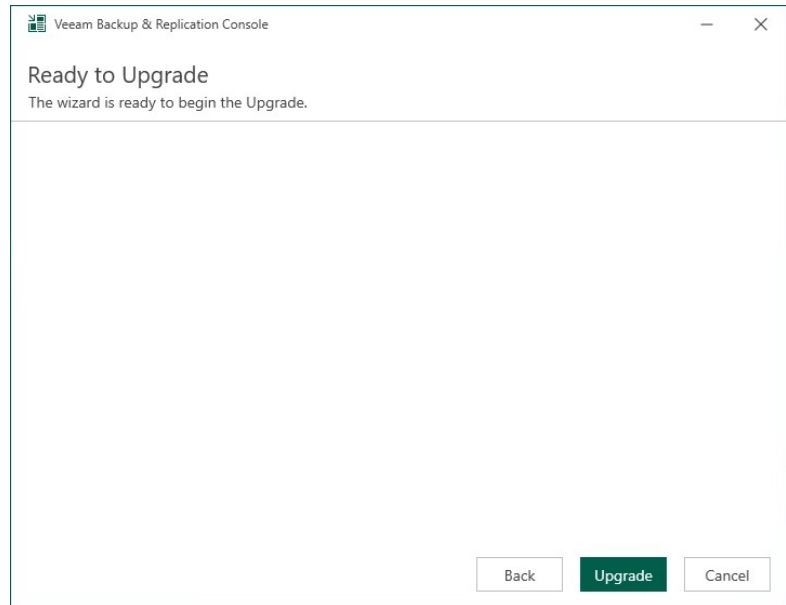 Veeam Backup & Replication Console
Ready to Upgrade
The wizard is ready to begin the Upgrade.
Back
Upgrade
Cancel